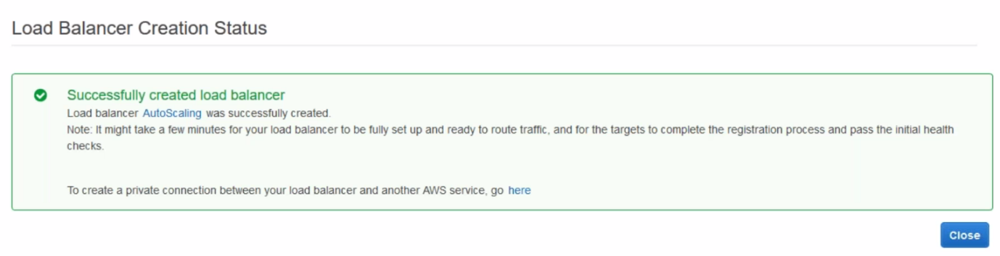 Load Balancer Creation Status
Successfully created load balancer
Load balancer AutoScaling was successfully created.
Note: It might take a few minutes for your load balancer to be fully set up and ready to route traffic, and for the targets to complete the registration process and pass the initial health
checks.
To create a private connection between your load balancer and another AWS service, go here
Close